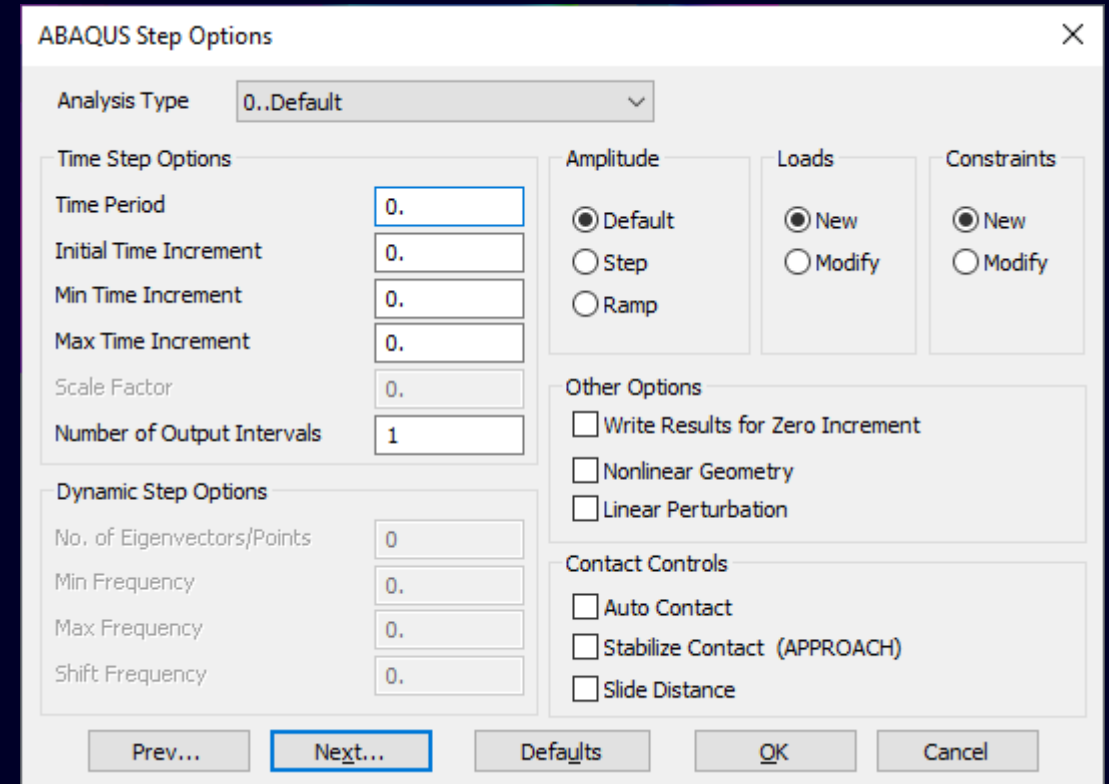 ABAQUS Step Options
Analysis Type 0..Default
Time Step Options
Time Period 0.
Initial Time Increment 0.
Min Time Increment 0.
Max Time Increment 0.
Scale Factor 0.
Number of Output Intervals 1
Dynamic Step Options
No. of Eigenvectors/Points 0
Min Frequency 0.
Max Frequency 0.
Shift Frequency 0.
Amplitude
Default
Step
Ramp
Loads
New
Modify
Constraints
New
Modify
Other Options
Write Results for Zero Increment
Nonlinear Geometry
Linear Perturbation
Contact Controls
Auto Contact
Stabilize Contact (APPROACH)
Slide Distance
Prev... Next... Defaults OK Cancel